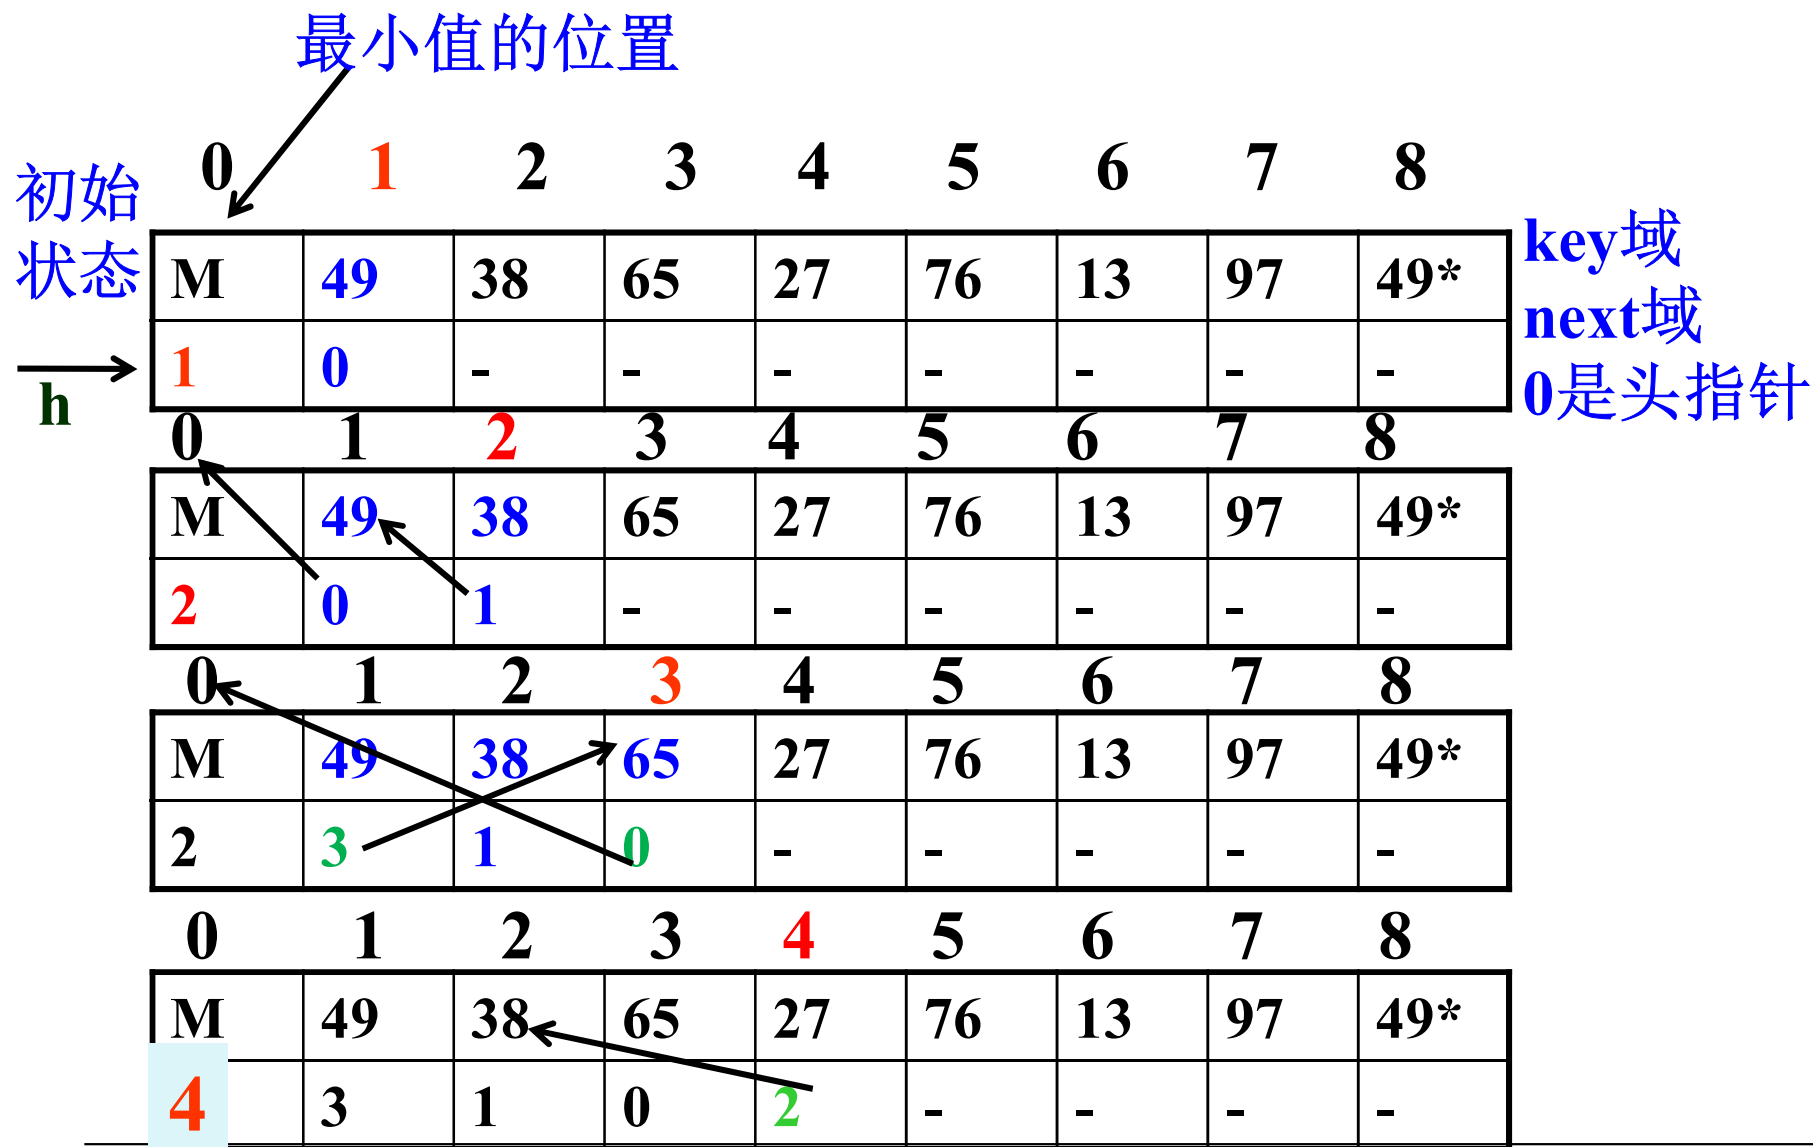 最小值的位置
0 1 2 3 4 5 6 7 8
初始
状态
M 49 38 65 27 76 13 97 49*
1 0 - - - - - - -
h
key域
next域
0是头指针
0 1 2 3 4 5 6 7 8
M 49 38 65 27 76 13 97 49*
2 0 1 - - - - - -
0 1 2 3 4 5 6 7 8
M 49 38 65 27 76 13 97 49*
2 3 1 0 - - - - -
0 1 2 3 4 5 6 7 8
M 49 38 65 27 76 13 97 49*
4 3 1 0 2 - - - -